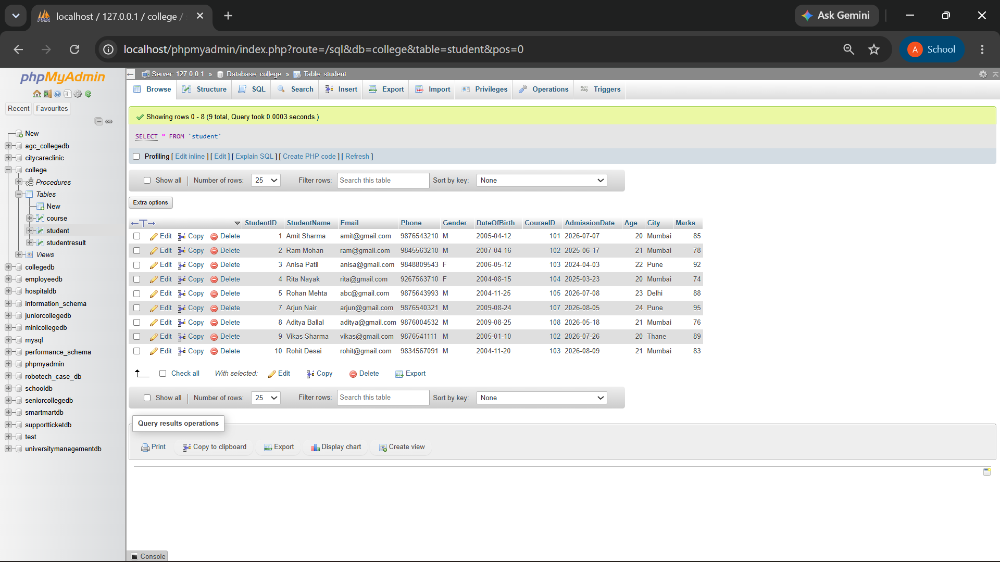 localhost / 127.0.0.1 / college /
Ask Gemini
localhost/phpmyadmin/index.php?route=/sql&db=college&table=student&pos=0
A School
phpMyAdmin
Recent Favourites
New
agc_collegedb
citycareclinic
college
Procedures
Tables
New
course
student
studentresult
Views
collegedb
employeedb
hospitaldb
information_schema
juniorcollegedb
minicollegedb
mysql
performance_schema
phpmyadmin
robotech_case_db
schooldb
seniorcollegedb
smartmartdb
supportticketdb
test
universitymanagementdb
Server: 127.0.0.1 » Database: college » Table: student
Browse Structure SQL Search Insert Export Import Privileges Operations Triggers
Showing rows 0 - 8 (9 total, Query took 0.0003 seconds.)
SELECT * FROM `student`
Profiling [ Edit inline ] [ Edit ] [ Explain SQL ] [ Create PHP code ] [ Refresh ]
Show all Number of rows: 25 Filter rows: Search this table Sort by key: None
Extra options
StudentID StudentName Email Phone Gender DateOfBirth CourseID AdmissionDate Age City Marks
Edit Copy Delete 1 Amit Sharma amit@gmail.com 9876543210 M 2005-04-12 101 2026-07-07 20 Mumbai 85
Edit Copy Delete 2 Ram Mohan ram@gmail.com 9845563210 M 2007-04-16 102 2025-06-17 21 Mumbai 78
Edit Copy Delete 3 Anisa Patil anisa@gmail.com 9848809543 F 2006-05-12 103 2024-04-03 22 Pune 92
Edit Copy Delete 4 Rita Nayak rita@gmail.com 9267563710 F 2004-08-15 104 2025-03-23 20 Mumbai 74
Edit Copy Delete 5 Rohan Mehta abc@gmail.com 9875643993 M 2004-11-25 105 2026-07-08 23 Delhi 88
Edit Copy Delete 7 Arjun Nair arjun@gmail.com 9876540321 M 2009-08-24 107 2026-08-05 24 Pune 95
Edit Copy Delete 8 Aditya Ballal aditya@gmail.com 9876004532 M 2009-08-25 108 2026-05-18 21 Mumbai 76
Edit Copy Delete 9 Vikas Sharma vikas@gmail.com 9876541111 M 2005-01-10 102 2026-07-26 20 Thane 89
Edit Copy Delete 10 Rohit Desai rohit@gmail.com 9834567091 M 2004-11-20 103 2026-08-09 21 Mumbai 83
Check all With selected: Edit Copy Delete Export
Show all Number of rows: 25 Filter rows: Search this table Sort by key: None
Query results operations
Print Copy to clipboard Export Display chart Create view
Console